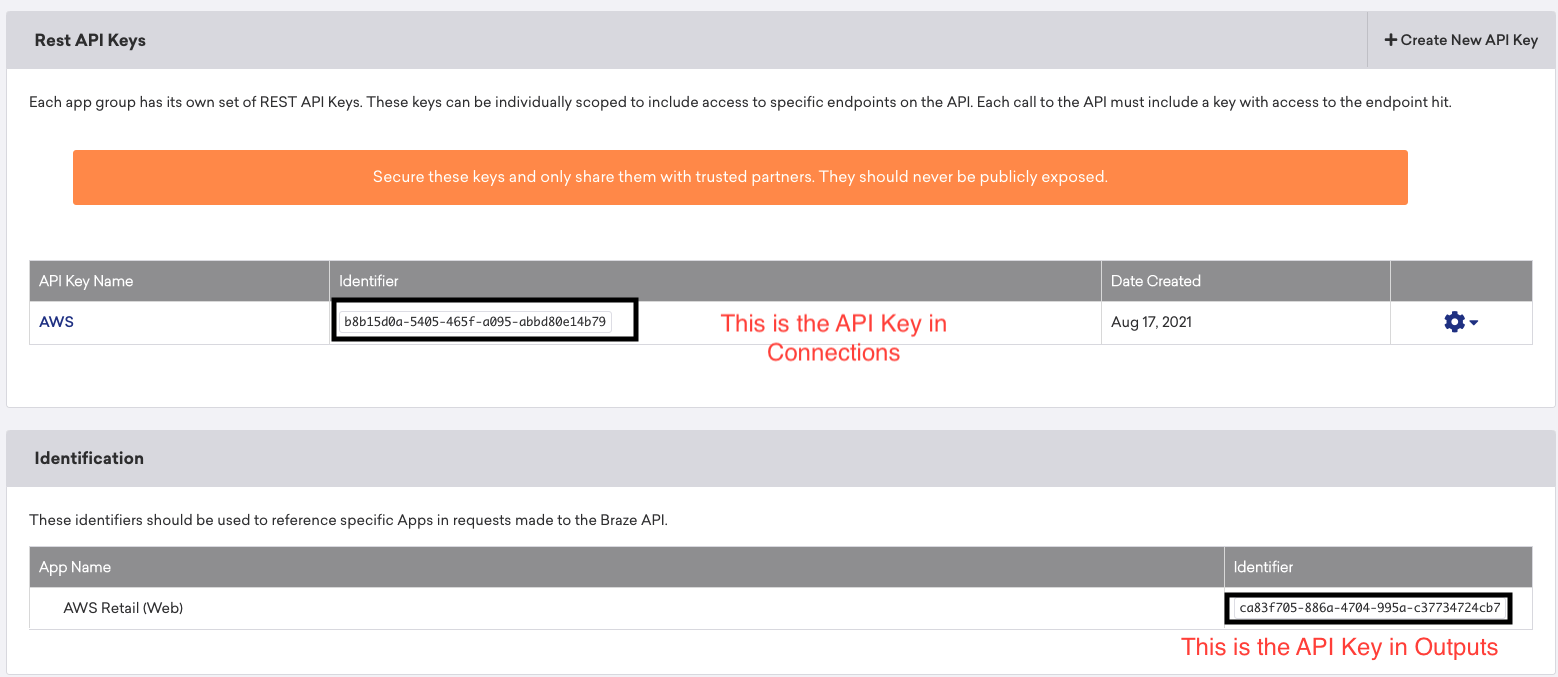 Rest API Keys
+ Create New API Key
Each app group has its own set of REST API Keys. These keys can be individually scoped to include access to specific endpoints on the API. Each call to the API must include a key with access to the endpoint hit.
Secure these keys and only share them with trusted partners. They should never be publicly exposed.
API Key Name Identifier Date Created
AWS b8b15d0a-5405-465f-a095-abbd80e14b79 This is the API Key in Aug 17, 2021
Connections
Identification
These identifiers should be used to reference specific Apps in requests made to the Braze API.
App Name Identifier
AWS Retail (Web) ca83f705-886a-4704-995a-c37734724cb7
This is the API Key in Outputs